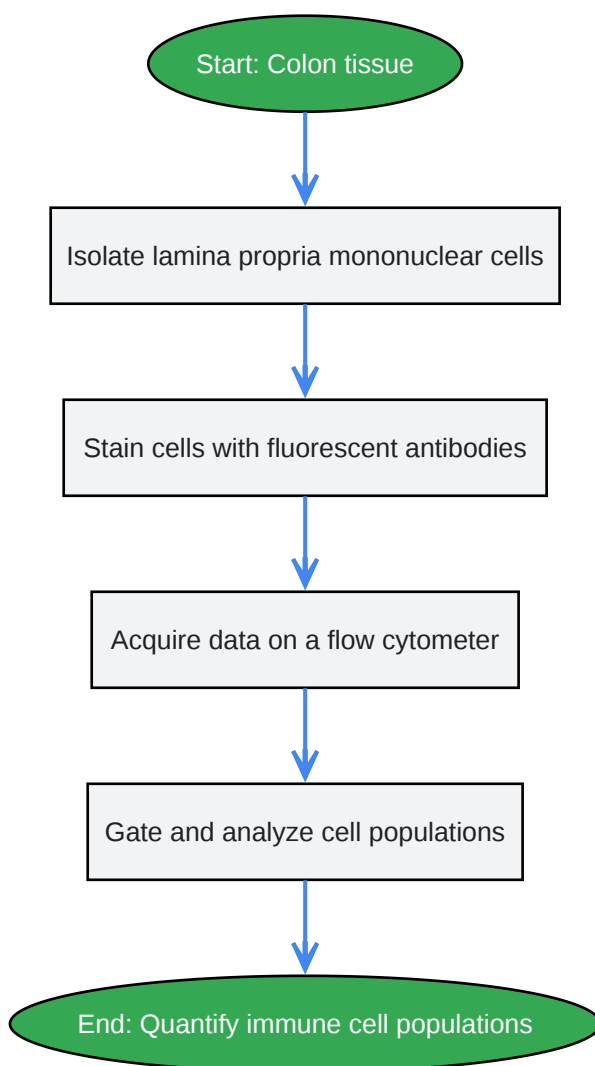 Start: Colon tissue
Isolate lamina propria mononuclear cells
Stain cells with fluorescent antibodies
Acquire data on a flow cytometer
Gate and analyze cell populations
End: Quantify immune cell populations